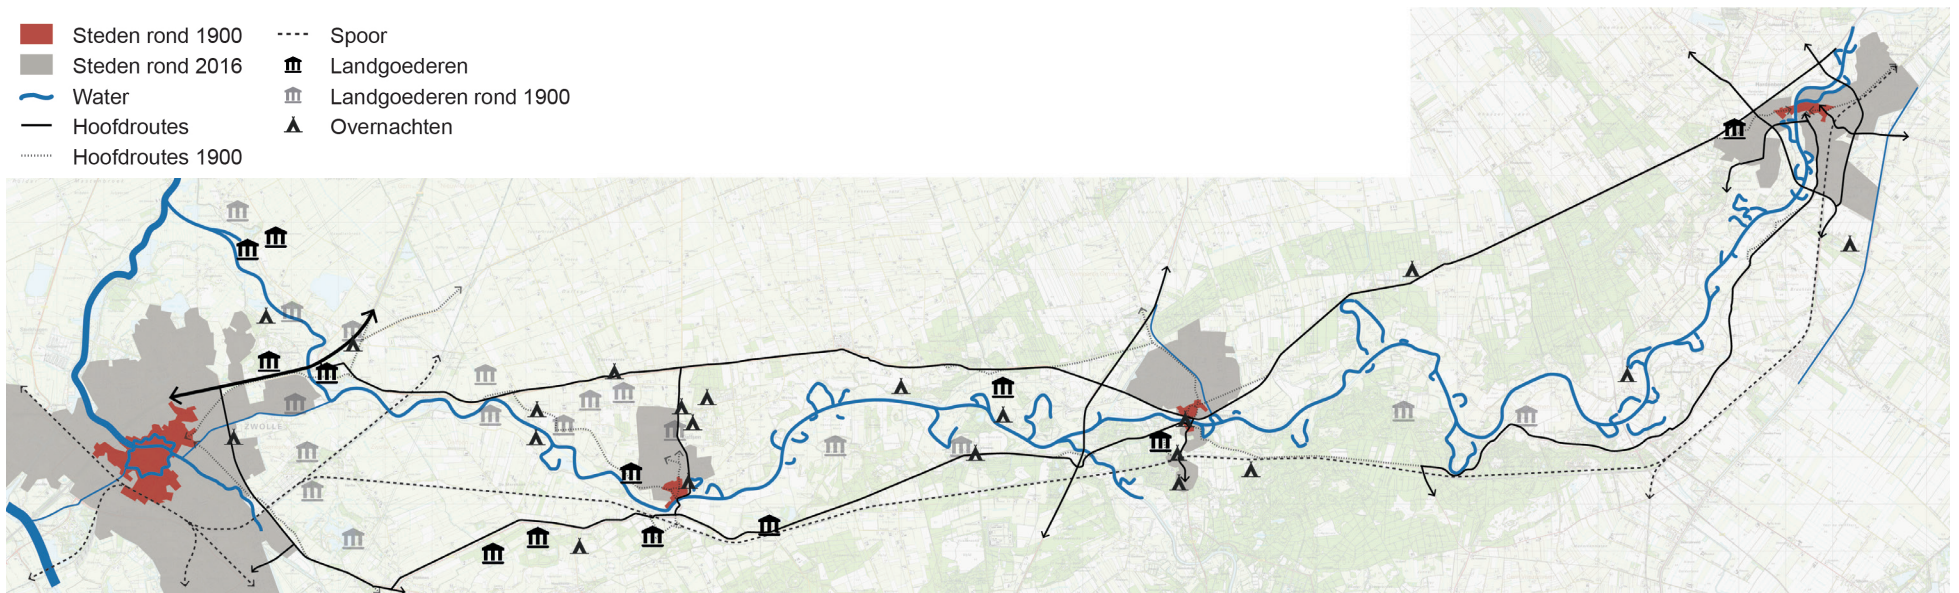 Steden rond 1900
Steden rond 2016
Water
Hoofdroutes
Hoofdroutes 1900
Spoor
Landgoederen
Landgoederen rond 1900
Overnachten
ZWOLLE